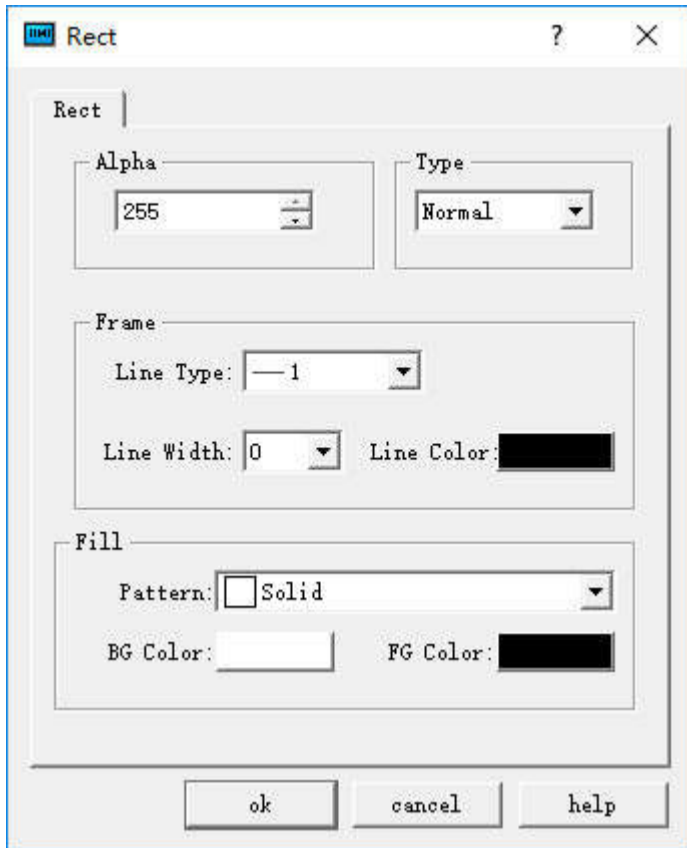 Rect
Rect
Alpha
Type
255
Normal
Frame
Line Type: 1
Line Width: 0 Line Color:
Fill
Pattern: Solid
BG Color: FG Color:
ok cancel help